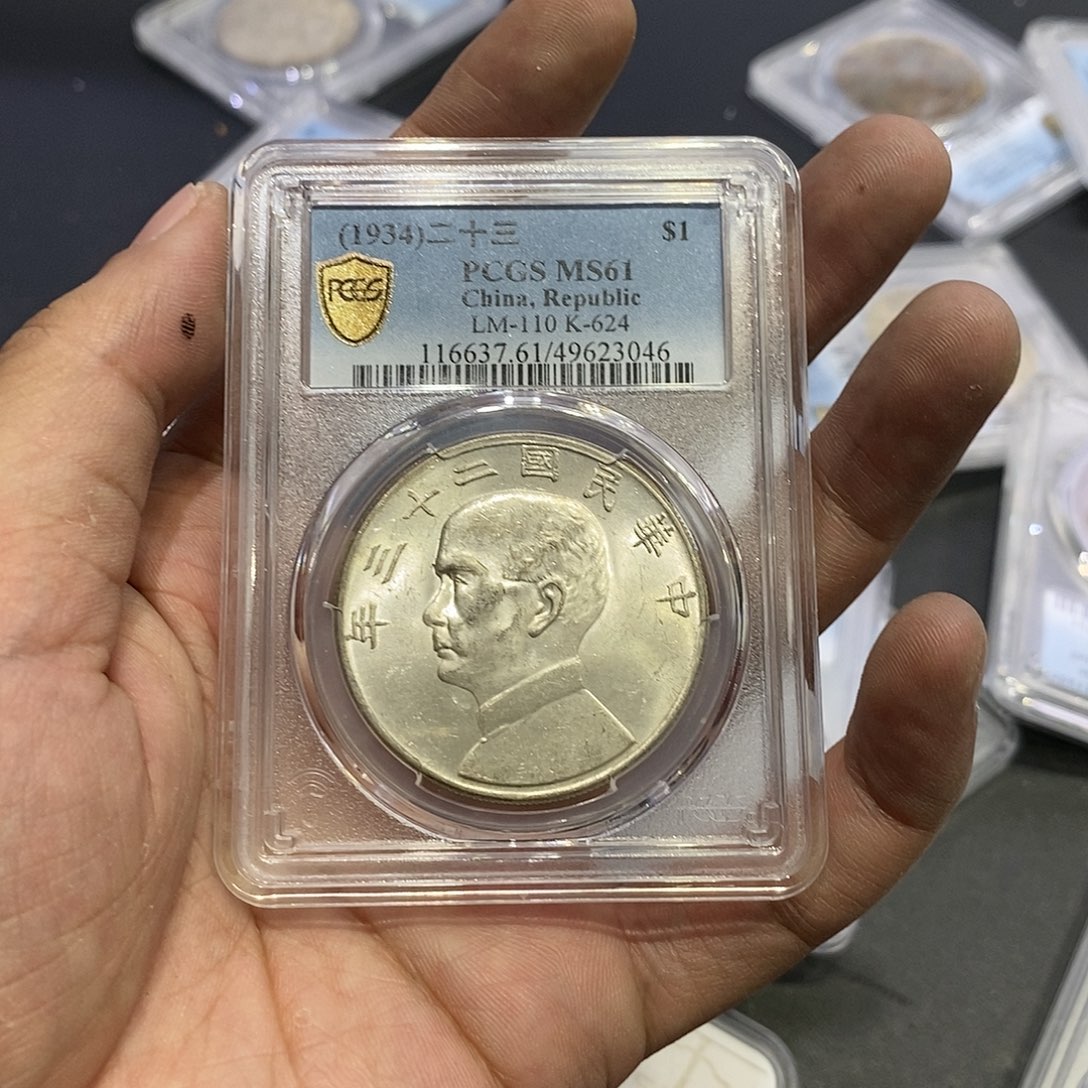 (1934)二十三 $1
PCGS MS61
PCGS
China, Republic
LM-110 K-624
116637.61/49623046
年三十二國民華中